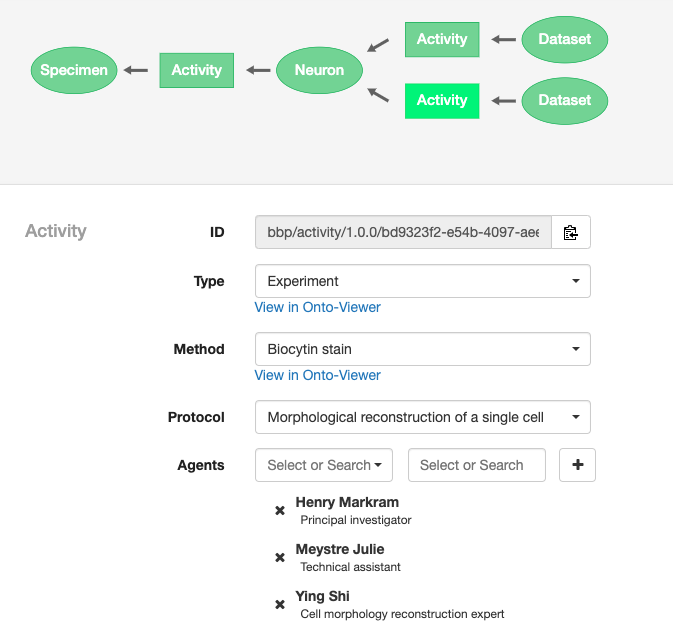 Activity
Dataset
Specimen
Activity
Neuron
Activity
Dataset
Activity
ID
bbp/activity/1.0.0/bd9323f2-e54b-4097-aee
Type
Experiment
View in Onto-Viewer
Method
Biocytin stain
View in Onto-Viewer
Protocol
Morphological reconstruction of a single cell
Agents
Select or Search
Select or Search
Henry Markram
Principal investigator
Meystre Julie
Technical assistant
Ying Shi
Cell morphology reconstruction expert